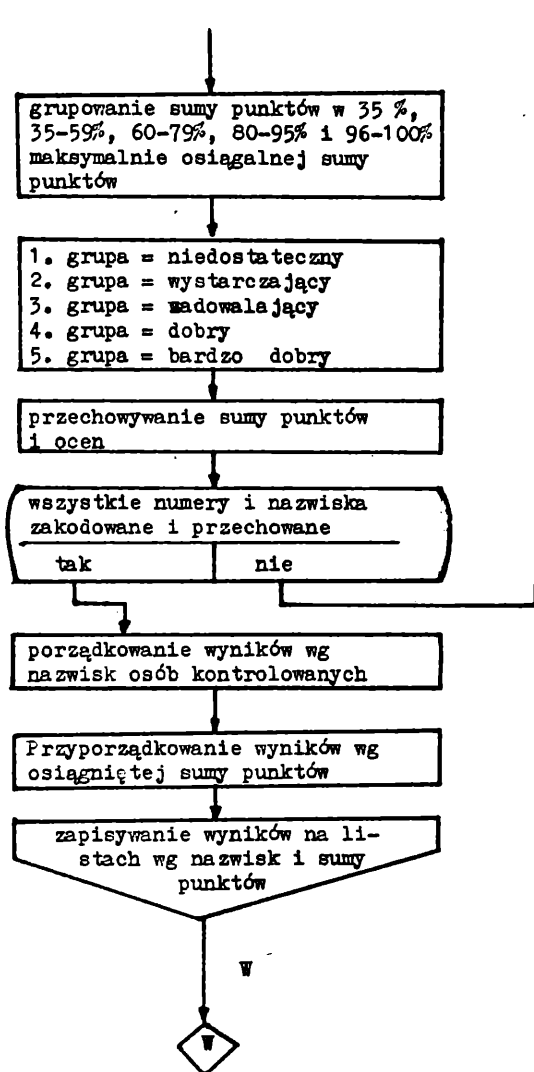 grupowanie sumy punktów w 35 %,
35-59%, 60-79%, 80-95% i 96-100%
maksymalnie osiągalnej sumy
punktów
1. grupa = niedostateczny
2. grupa = wystarczający
3. grupa = zadowalający
4. grupa = dobry
5. grupa = bardzo dobry
przechowywanie sumy punktów
i ocen
wszystkie numery i nazwiska
zakodowane i przechowane
tak nie
porządkowanie wyników wg
nazwisk osób kontrolowanych
Przyporządkowanie wyników wg
osiągniętej sumy punktów
zapisywanie wyników na li-
stach wg nazwisk i sumy
punktów
W
W